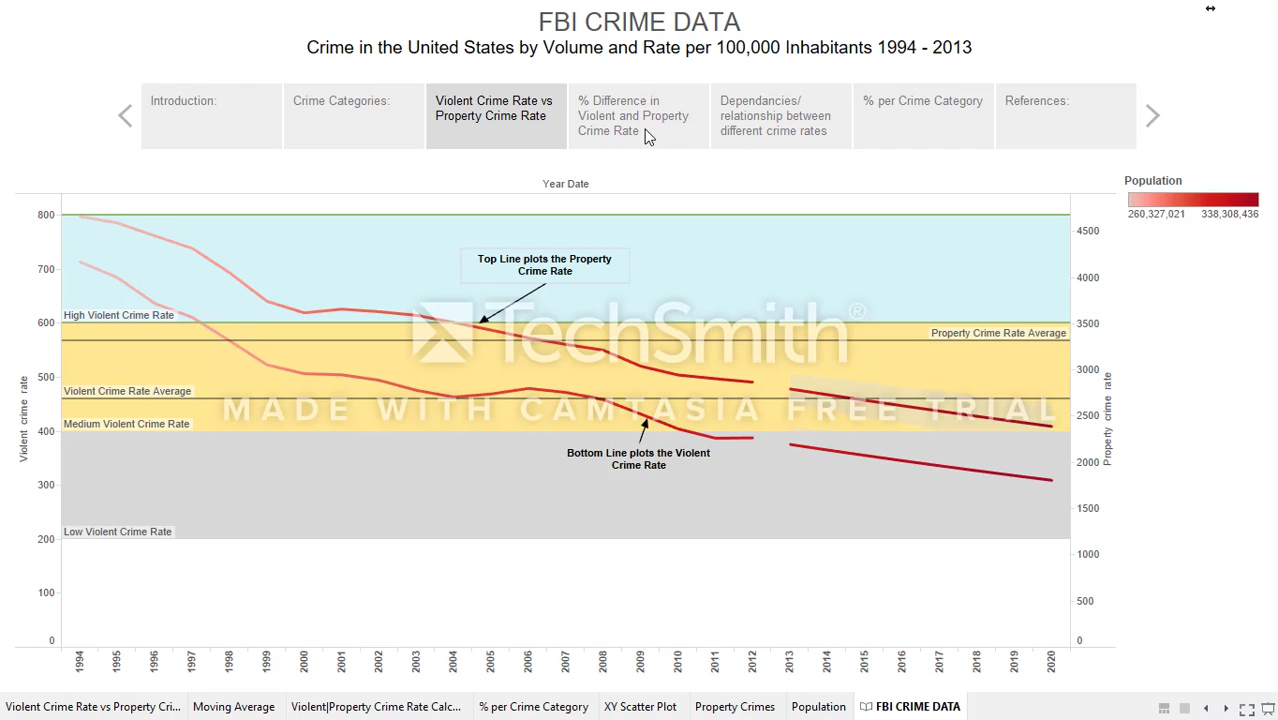 FBI CRIME DATA
Crime in the United States by Volume and Rate per 100,000 Inhabitants 1994 - 2013
Introduction:
Crime Categories:
Violent Crime Rate vs
Property Crime Rate
% Difference in
Violent and Property
Crime Rate
Dependancies/
relationship between
different crime rates
% per Crime Category
References:
Year Date
Population
260,327,021 338,308,436
800
700
600
500
400
300
200
100
0
Violent crime rate
4500
4000
3500
3000
2500
2000
1500
1000
500
0
Property crime rate
Top Line plots the Property
Crime Rate
High Violent Crime Rate
Property Crime Rate Average
Violent Crime Rate Average
Medium Violent Crime Rate
Bottom Line plots the Violent
Crime Rate
Low Violent Crime Rate
TechSmith®
MADE WITH CAMTASIA FREE TRIAL
1994 1995 1996 1997 1998 1999 2000 2001 2002 2003 2004 2005 2006 2007 2008 2009 2010 2011 2012 2013 2014 2015 2016 2017 2018 2019 2020
Violent Crime Rate vs Property Cri... Moving Average Violent|Property Crime Rate Calc... % per Crime Category XY Scatter Plot Property Crimes Population FBI CRIME DATA